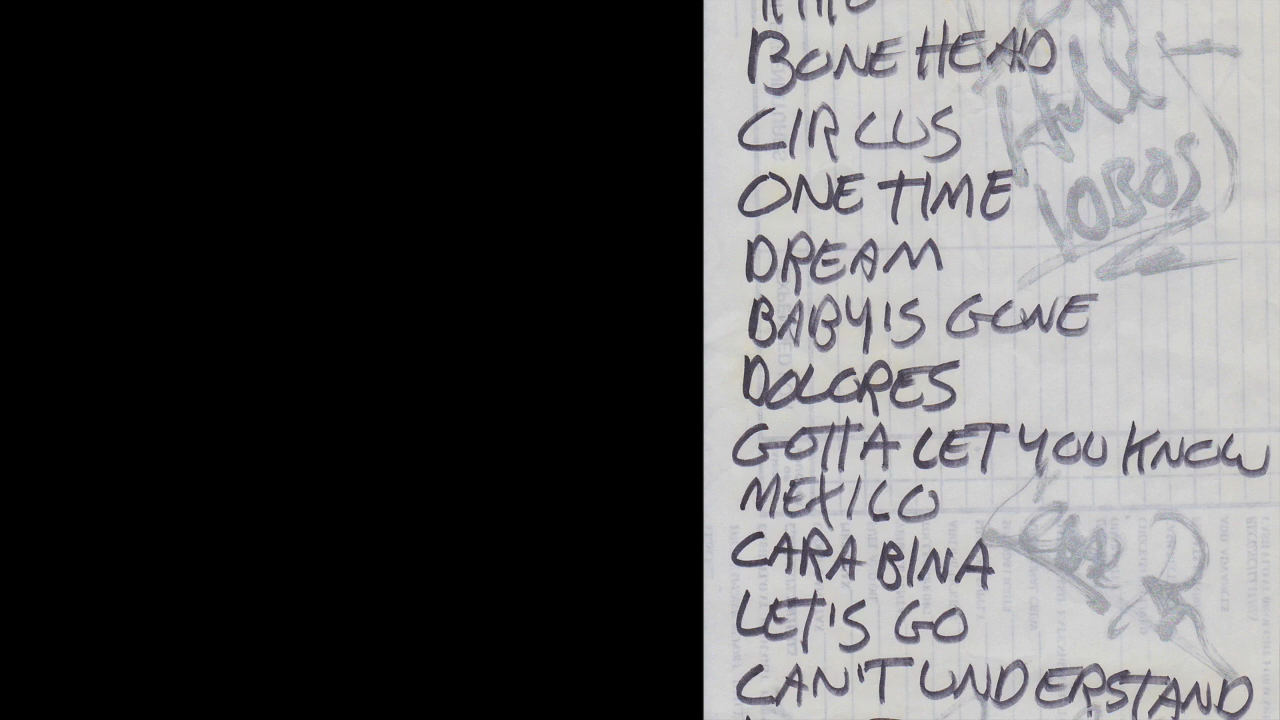 BONE HEAD
CIRCUS
ONE TIME
DREAM
BABY'S GONE
DOLORES
GOTTA LET YOU KNOW
MEXICO
CARABINA
LET'S GO
CAN'T UNDERSTAND
LOBOS